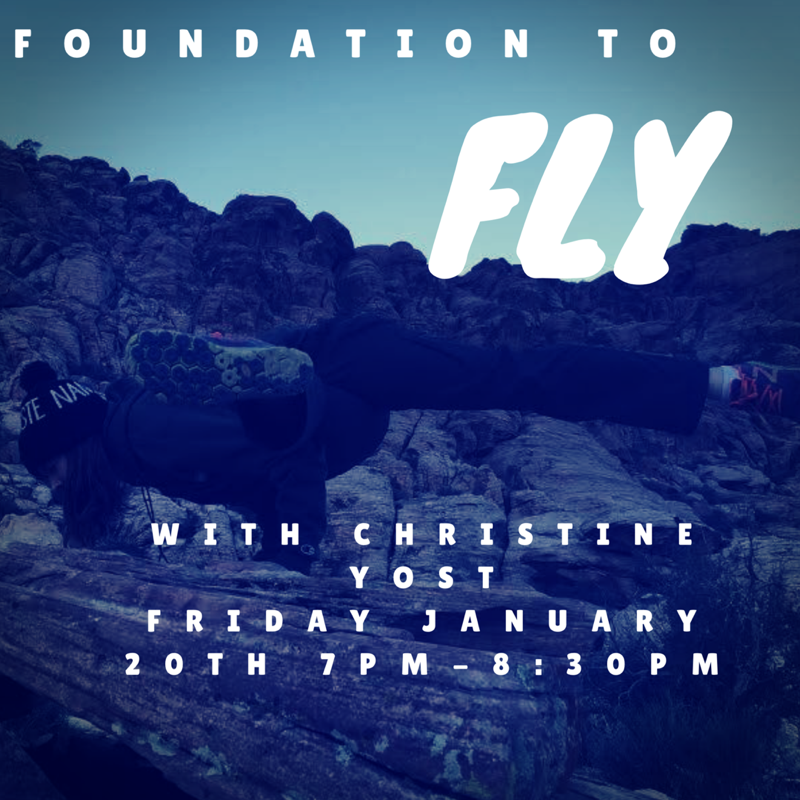 FOUNDATION TO
FLY
WITH CHRISTINE
YOST
FRIDAY JANUARY
20TH 7PM-8:30PM